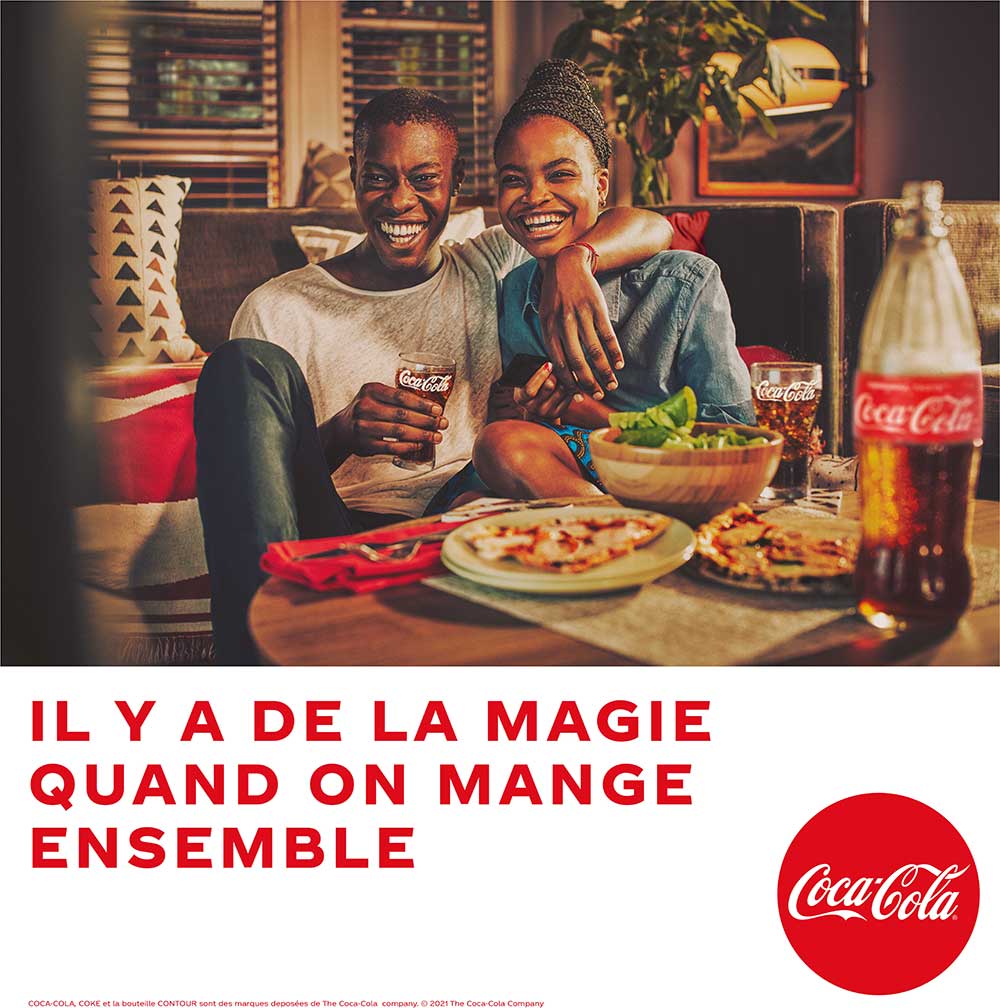 Coca-Cola
Coca-Cola
Coca-Cola
IL Y A DE LA MAGIE
QUAND ON MANGE
ENSEMBLE
Coca-Cola®
COCA-COLA, COKE et la bouteille CONTOUR sont des marques deposées de The Coca-Cola company. © 2021 The Coca-Cola Company